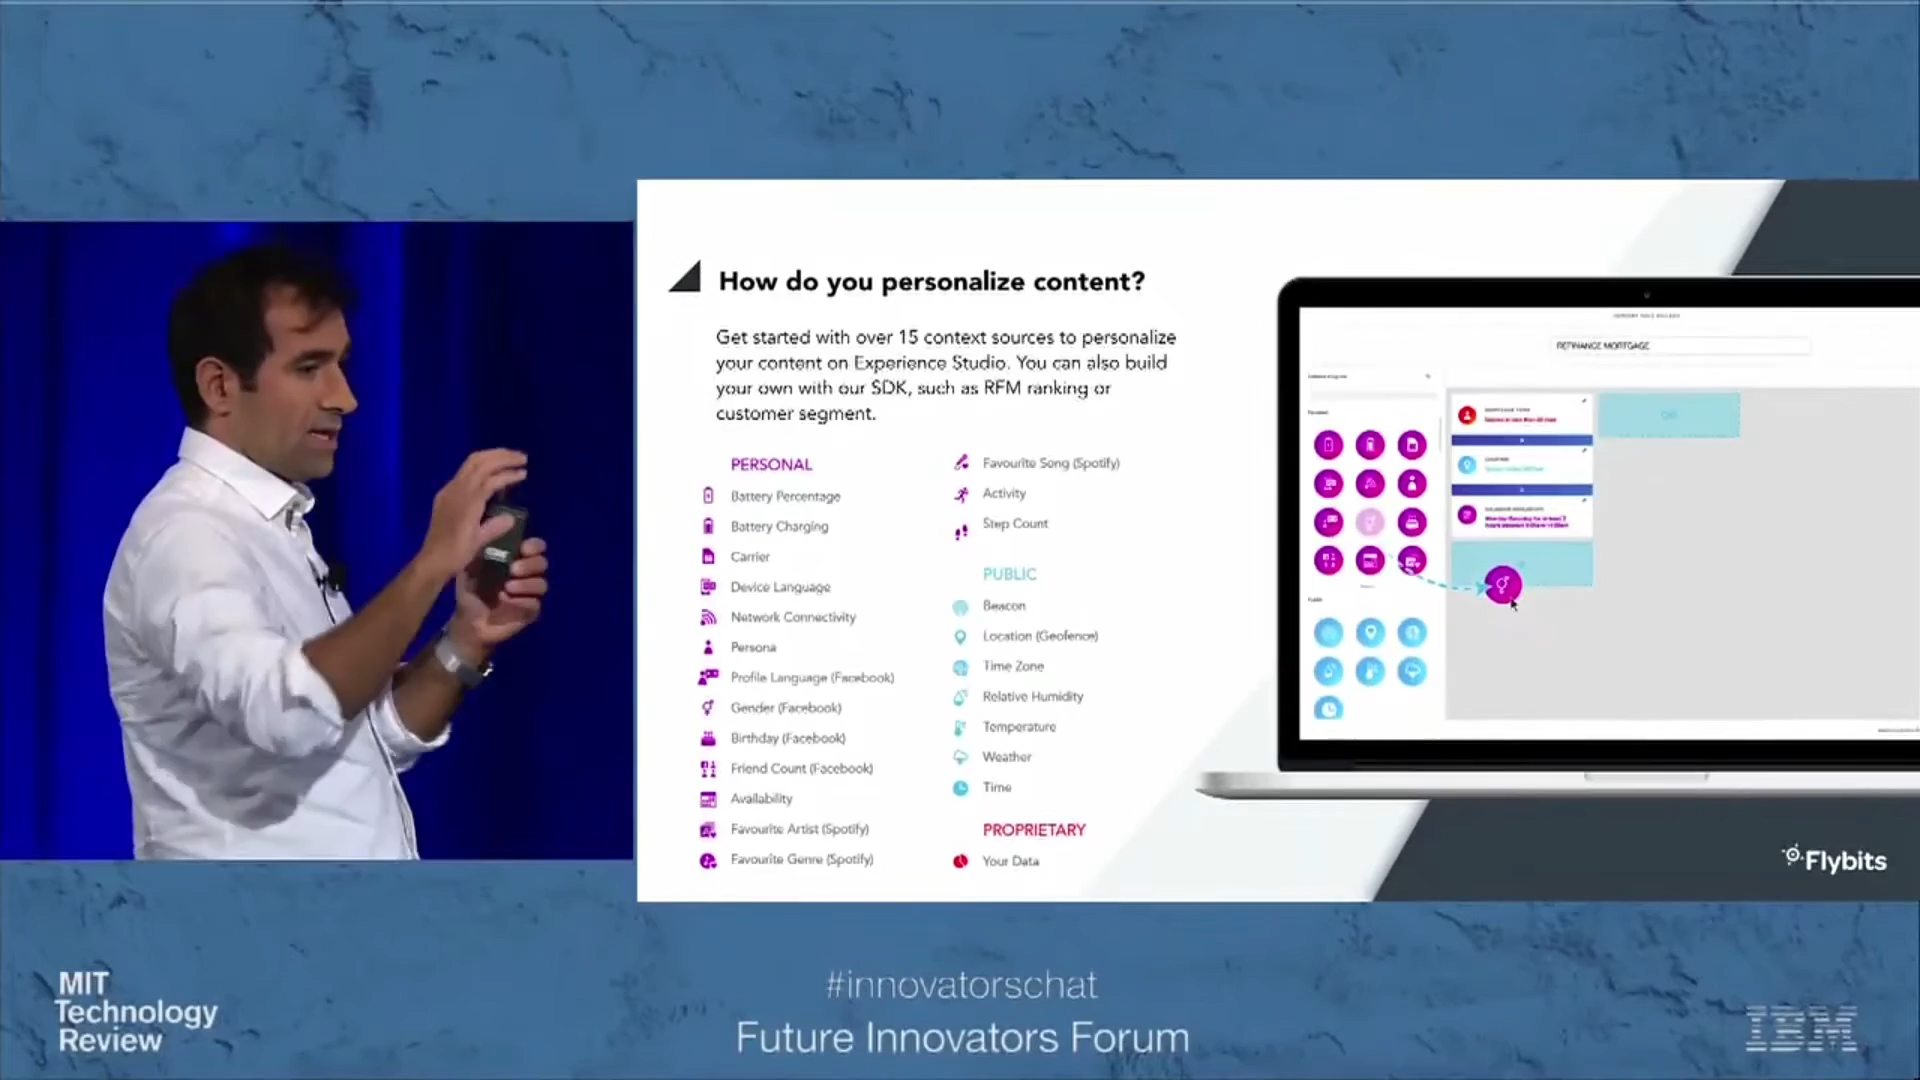 How do you personalize content?
Get started with over 15 context sources to personalize
your content on Experience Studio. You can also build
your own with our SDK, such as RFM ranking or
customer segment.
PERSONAL
Battery Percentage
Battery Charging
Carrier
Device Language
Network Connectivity
Persona
Profile Language (Facebook)
Gender (Facebook)
Birthday (Facebook)
Friend Count (Facebook)
Availability
Favourite Artist (Spotify)
Favourite Genre (Spotify)
Favourite Song (Spotify)
Activity
Step Count
PUBLIC
Beacon
Location (Geofence)
Time Zone
Relative Humidity
Temperature
Weather
Time
PROPRIETARY
Your Data
REFINANCE MORTGAGE
Flybits
MIT
Technology
Review
#innovatorschat
Future Innovators Forum
IBM